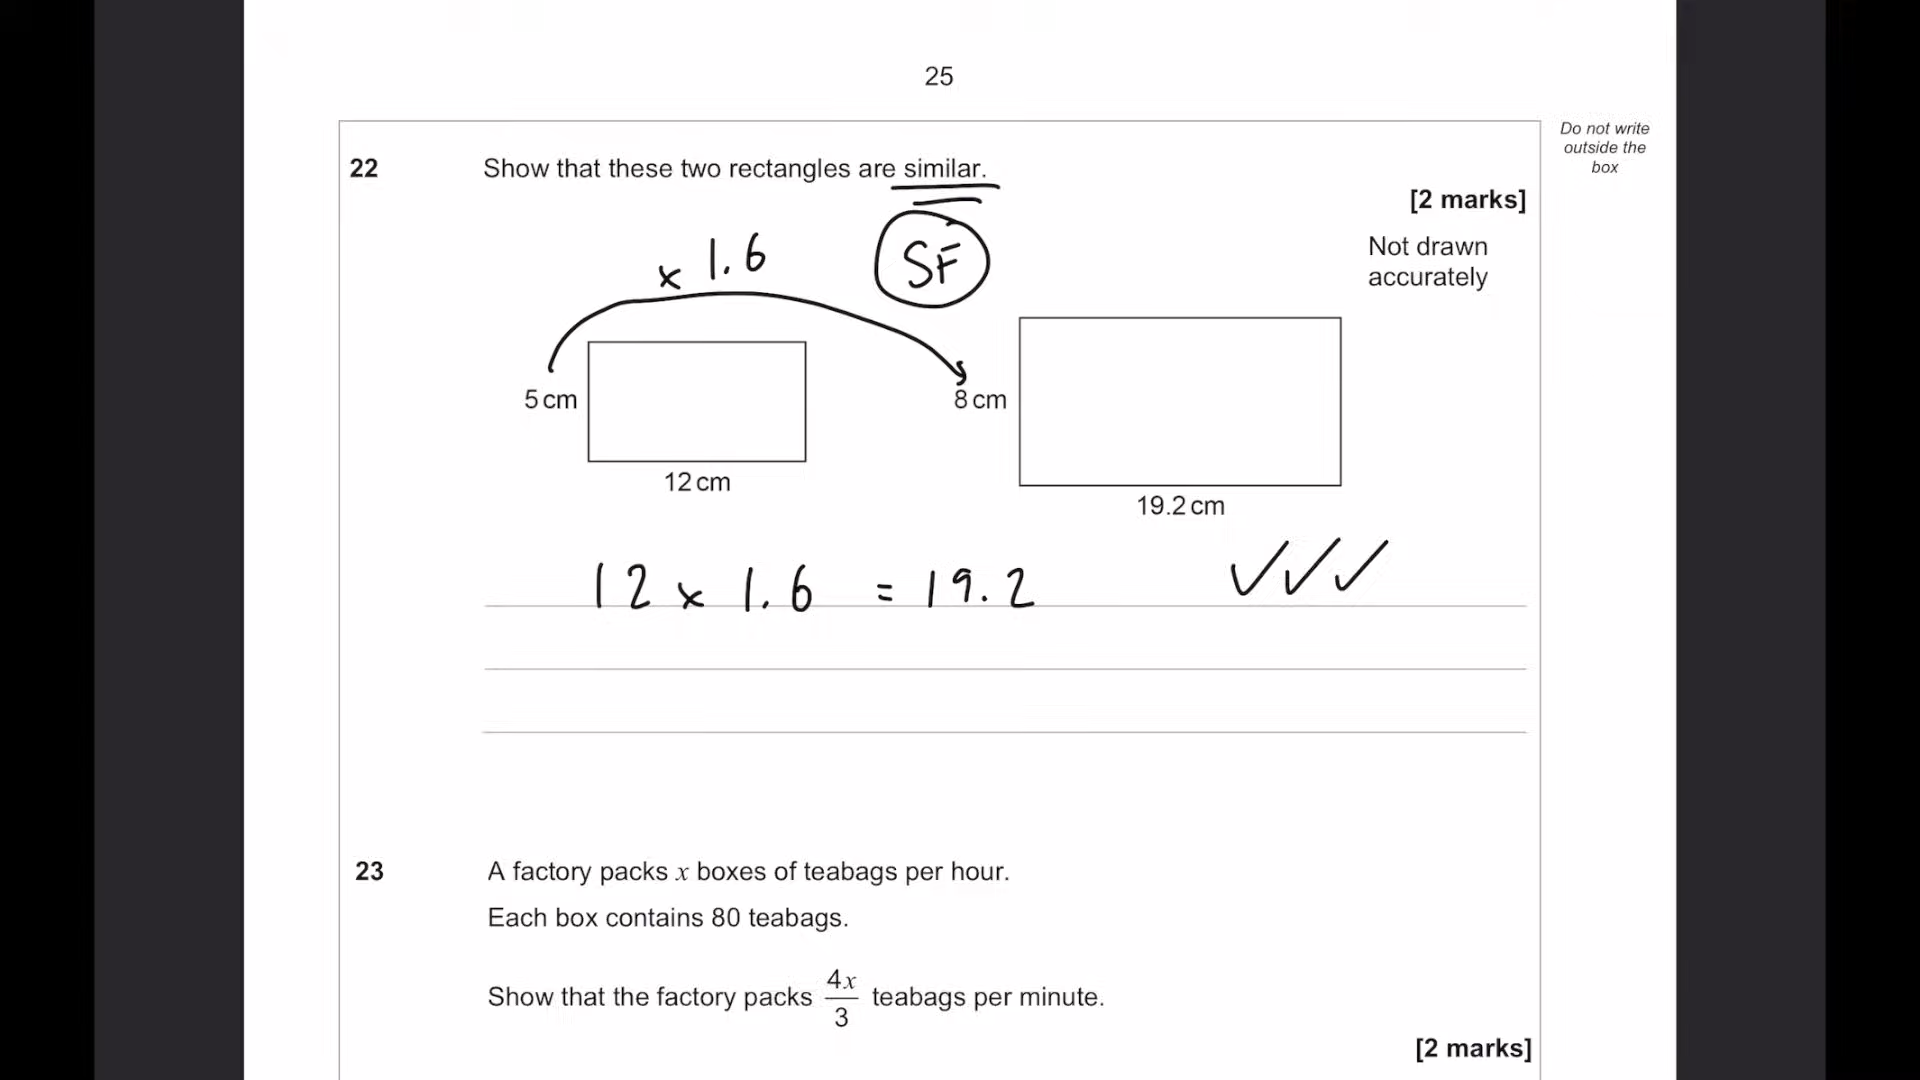 25
Do not write
outside the
box
22 Show that these two rectangles are similar.
[2 marks]
Not drawn
accurately
x 1.6
SF
5 cm
8 cm
12 cm
19.2 cm
12 x 1.6 = 19.2 ✓✓✓
23 A factory packs x boxes of teabags per hour.
Each box contains 80 teabags.
Show that the factory packs 4x/3 teabags per minute.
[2 marks]